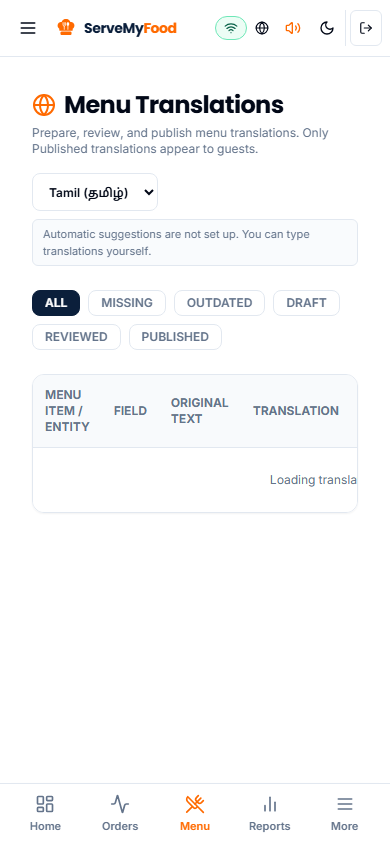 ServeMyFood
Menu Translations
Prepare, review, and publish menu translations. Only
Published translations appear to guests.
Tamil (தமிழ்)
Automatic suggestions are not set up. You can type
translations yourself.
ALL
MISSING
OUTDATED
DRAFT
REVIEWED
PUBLISHED
MENU
ITEM /
ENTITY
FIELD
ORIGINAL
TEXT
TRANSLATION
Loading transla
Home
Orders
Menu
Reports
More